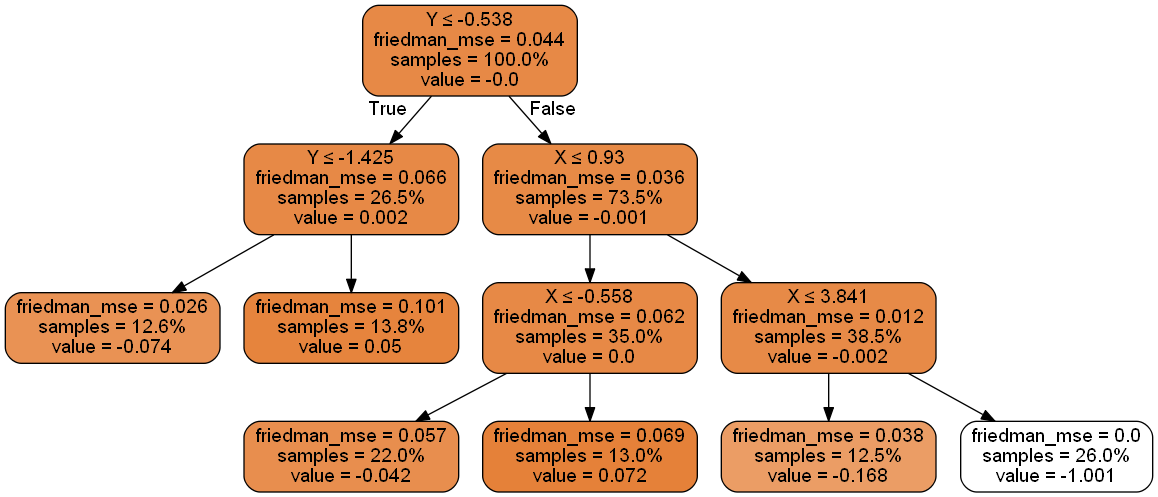 Y ≤ -0.538
friedman_mse = 0.044
samples = 100.0%
value = -0.0
True
False
Y ≤ -1.425
friedman_mse = 0.066
samples = 26.5%
value = 0.002
X ≤ 0.93
friedman_mse = 0.036
samples = 73.5%
value = -0.001
friedman_mse = 0.026
samples = 12.6%
value = -0.074
friedman_mse = 0.101
samples = 13.8%
value = 0.05
X ≤ -0.558
friedman_mse = 0.062
samples = 35.0%
value = 0.0
X ≤ 3.841
friedman_mse = 0.012
samples = 38.5%
value = -0.002
friedman_mse = 0.057
samples = 22.0%
value = -0.042
friedman_mse = 0.069
samples = 13.0%
value = 0.072
friedman_mse = 0.038
samples = 12.5%
value = -0.168
friedman_mse = 0.0
samples = 26.0%
value = -1.001